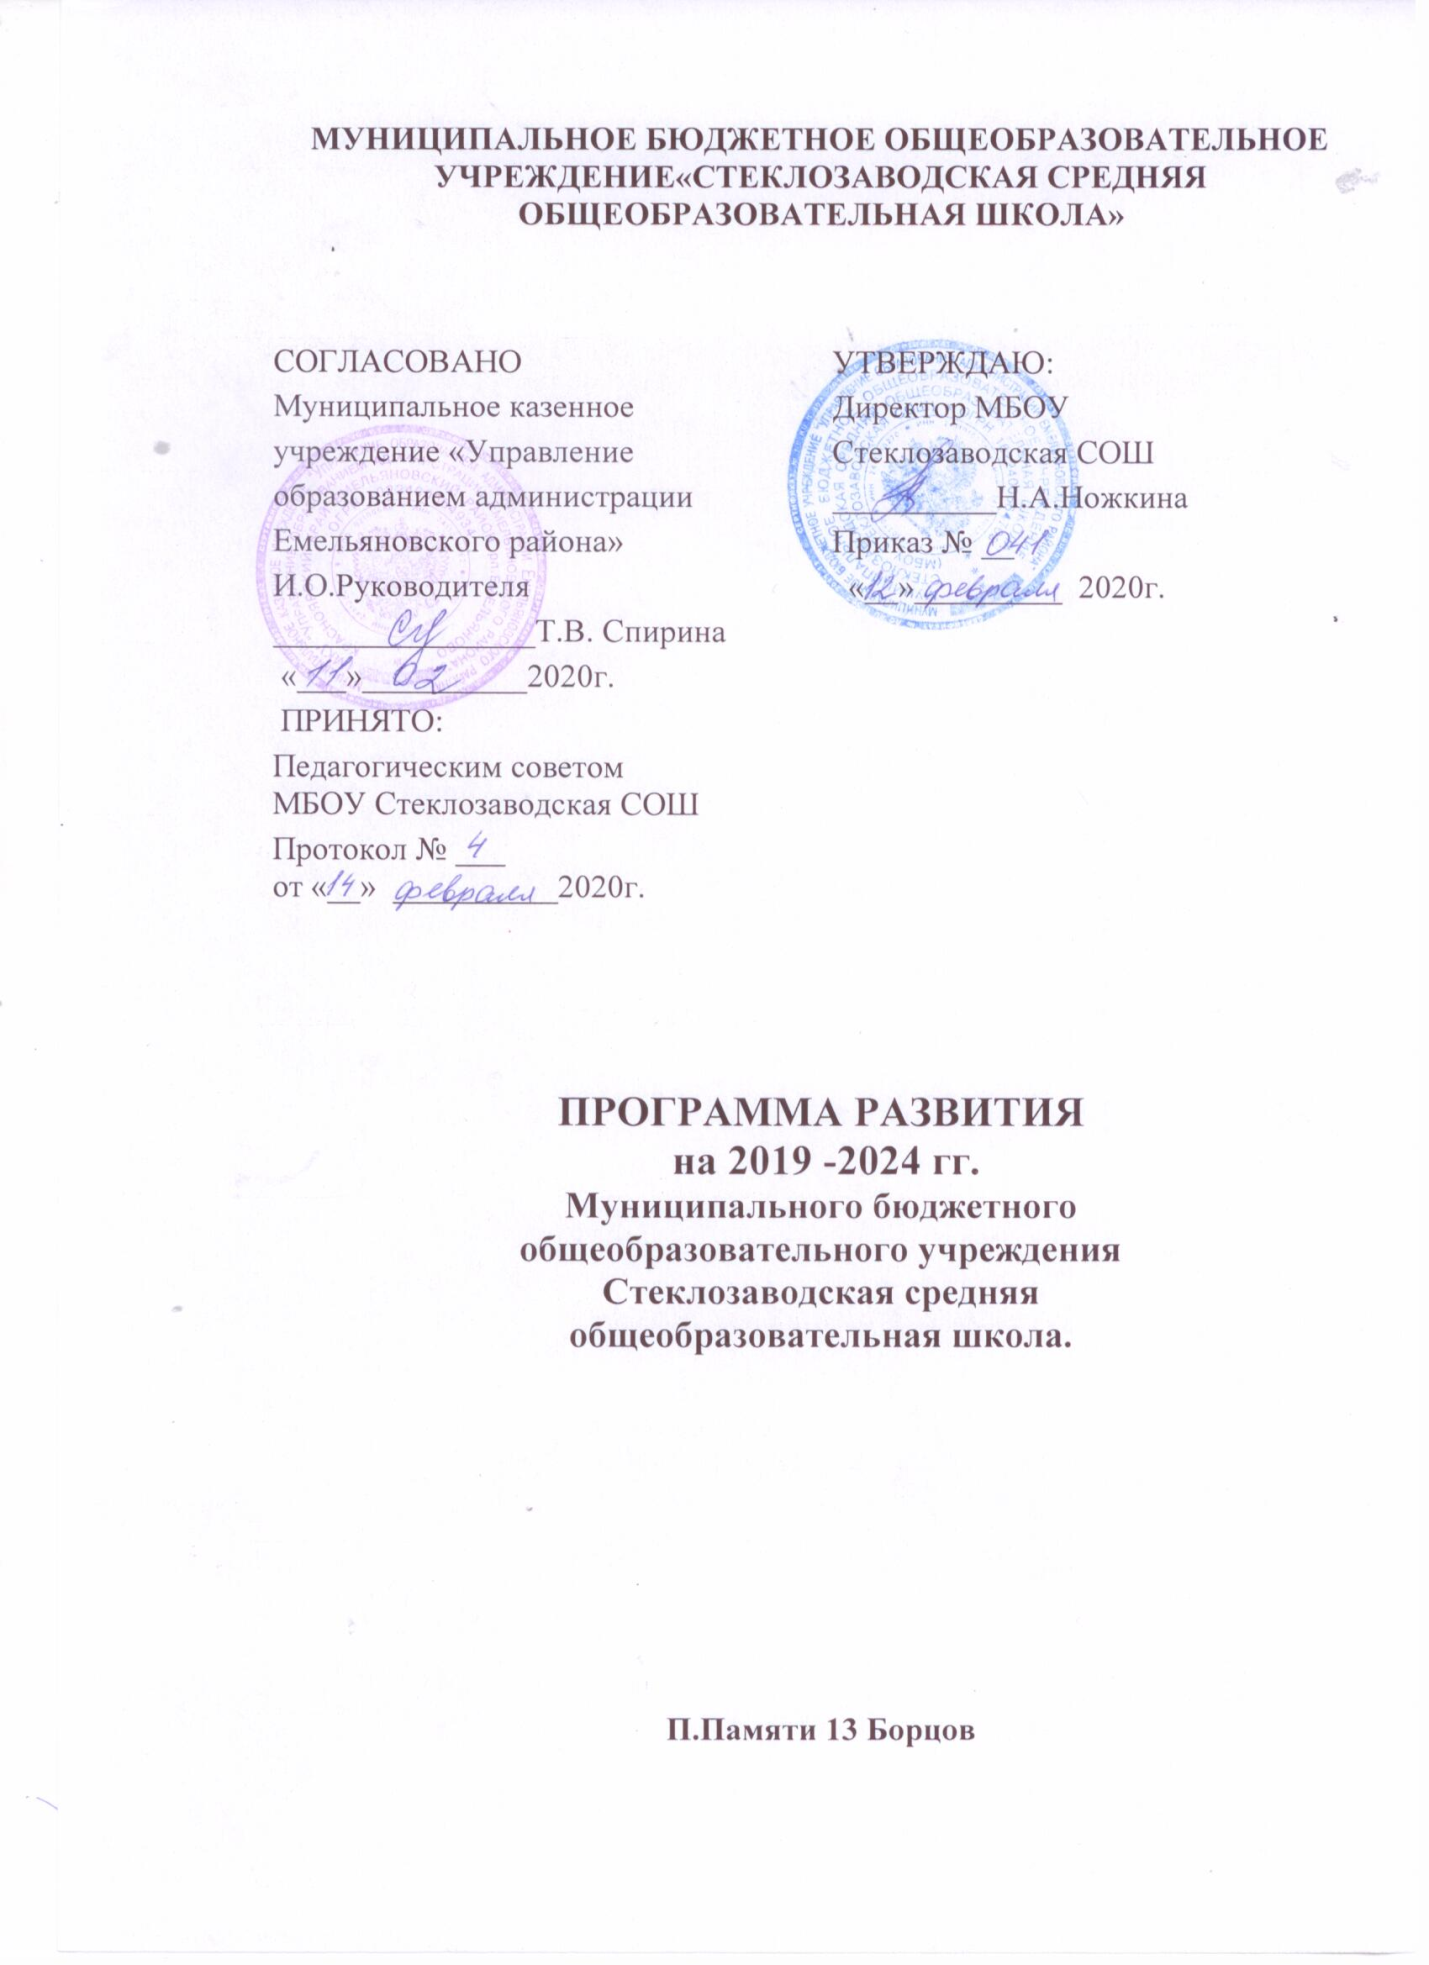 МУНИЦИПАЛЬНОЕ БЮДЖЕТНОЕ ОБЩЕОБРАЗОВАТЕЛЬНОЕ
УЧРЕЖДЕНИЕ«СТЕКЛОЗАВОДСКАЯ СРЕДНЯЯ
ОБЩЕОБРАЗОВАТЕЛЬНАЯ ШКОЛА»
СОГЛАСОВАНО
Муниципальное казенное
учреждение «Управление
образованием администрации
Емельяновского района»
И.О.Руководителя
________________Т.В. Спирина
«11»__02__2020г.
ПРИНЯТО:
Педагогическим советом
МБОУ Стеклозаводская СОШ
Протокол № 4
от «14» февраля 2020г.
УТВЕРЖДАЮ:
Директор МБОУ
Стеклозаводская СОШ
__________Н.А.Ножкина
Приказ № 041
«12» февраля 2020г.
ПРОГРАММА РАЗВИТИЯ
на 2019 -2024 гг.
Муниципального бюджетного
общеобразовательного учреждения
Стеклозаводская средняя
общеобразовательная школа.
П.Памяти 13 Борцов